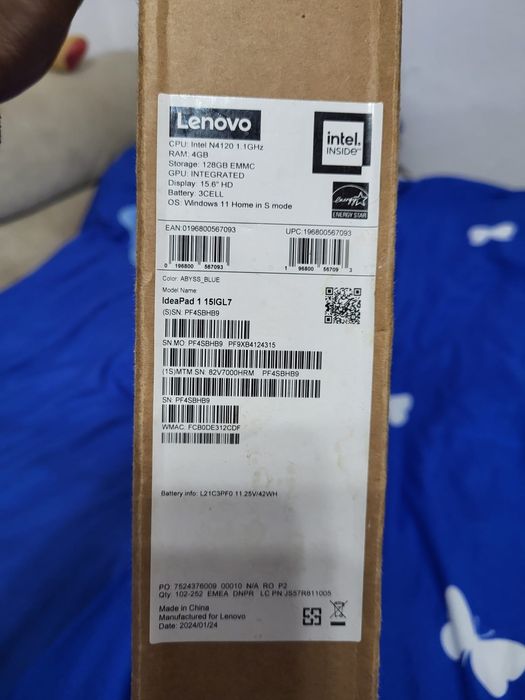 Lenovo
intel.
INSIDE™
CPU: Intel N4120 1.1GHz
RAM: 4GB
Storage: 128GB EMMC
GPU: INTEGRATED
Display: 15.6" HD
Battery: 3CELL
OS: Windows 11 Home in S mode
ENERGY STAR
EAN:0196800567093
UPC:196800567093
0 196800 567093
1 96800 56709 3
Color: ABYSS_BLUE
Model Name:
IdeaPad 1 15IGL7
(S)SN: PF4SBHB9
SN.MO: PF4SBHB9 PF9XB4124315
(1S)MTM.SN: 82V7000HRM PF4SBHB9
SN: PF4SBHB9
WMAC: FCB0DE312CDF
Battery info: L21C3PF0 11.25V/42WH
PO: 7524376009 00010 N/A RO P2
Qty: 102-252 EMEA DNPR LC PN JS57R811005
Made in China
Manufactured for Lenovo
Date: 2024/01/24